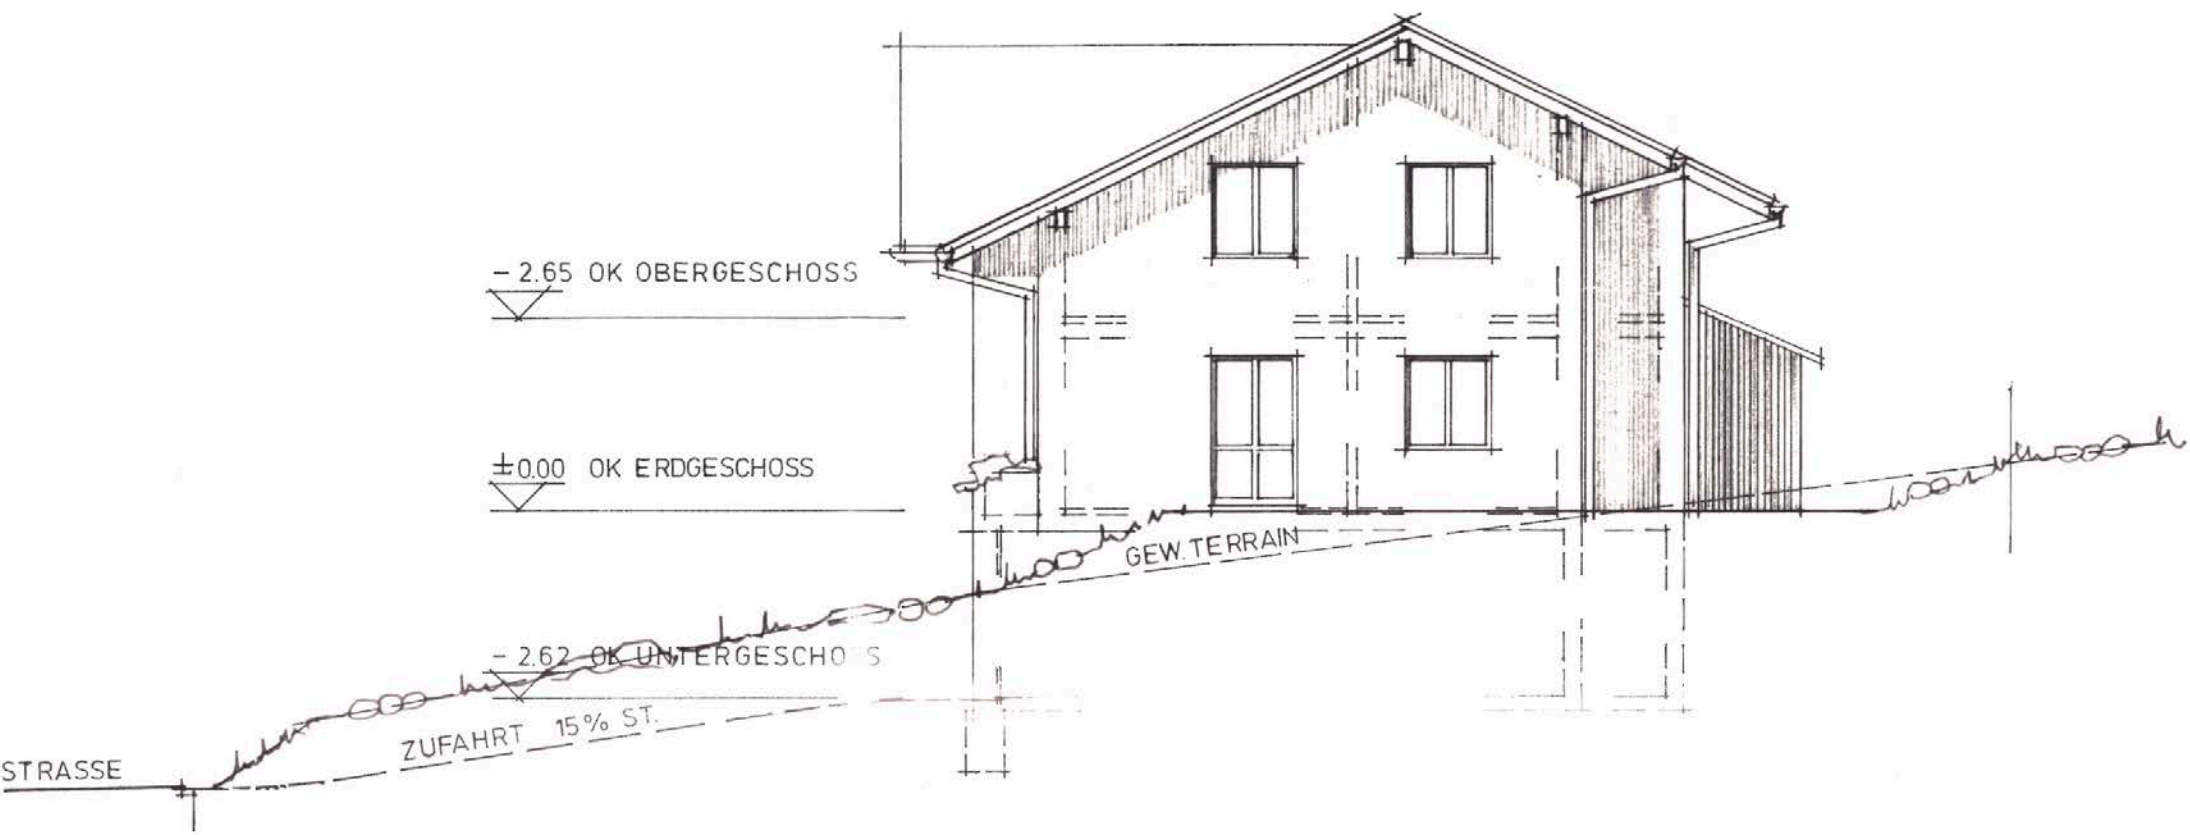 - 2.65 OK OBERGESCHOSS
±0.00 OK ERDGESCHOSS
GEW. TERRAIN
- 2.62 OK UNTERGESCHOSS
ZUFAHRT 15% ST.
STRASSE